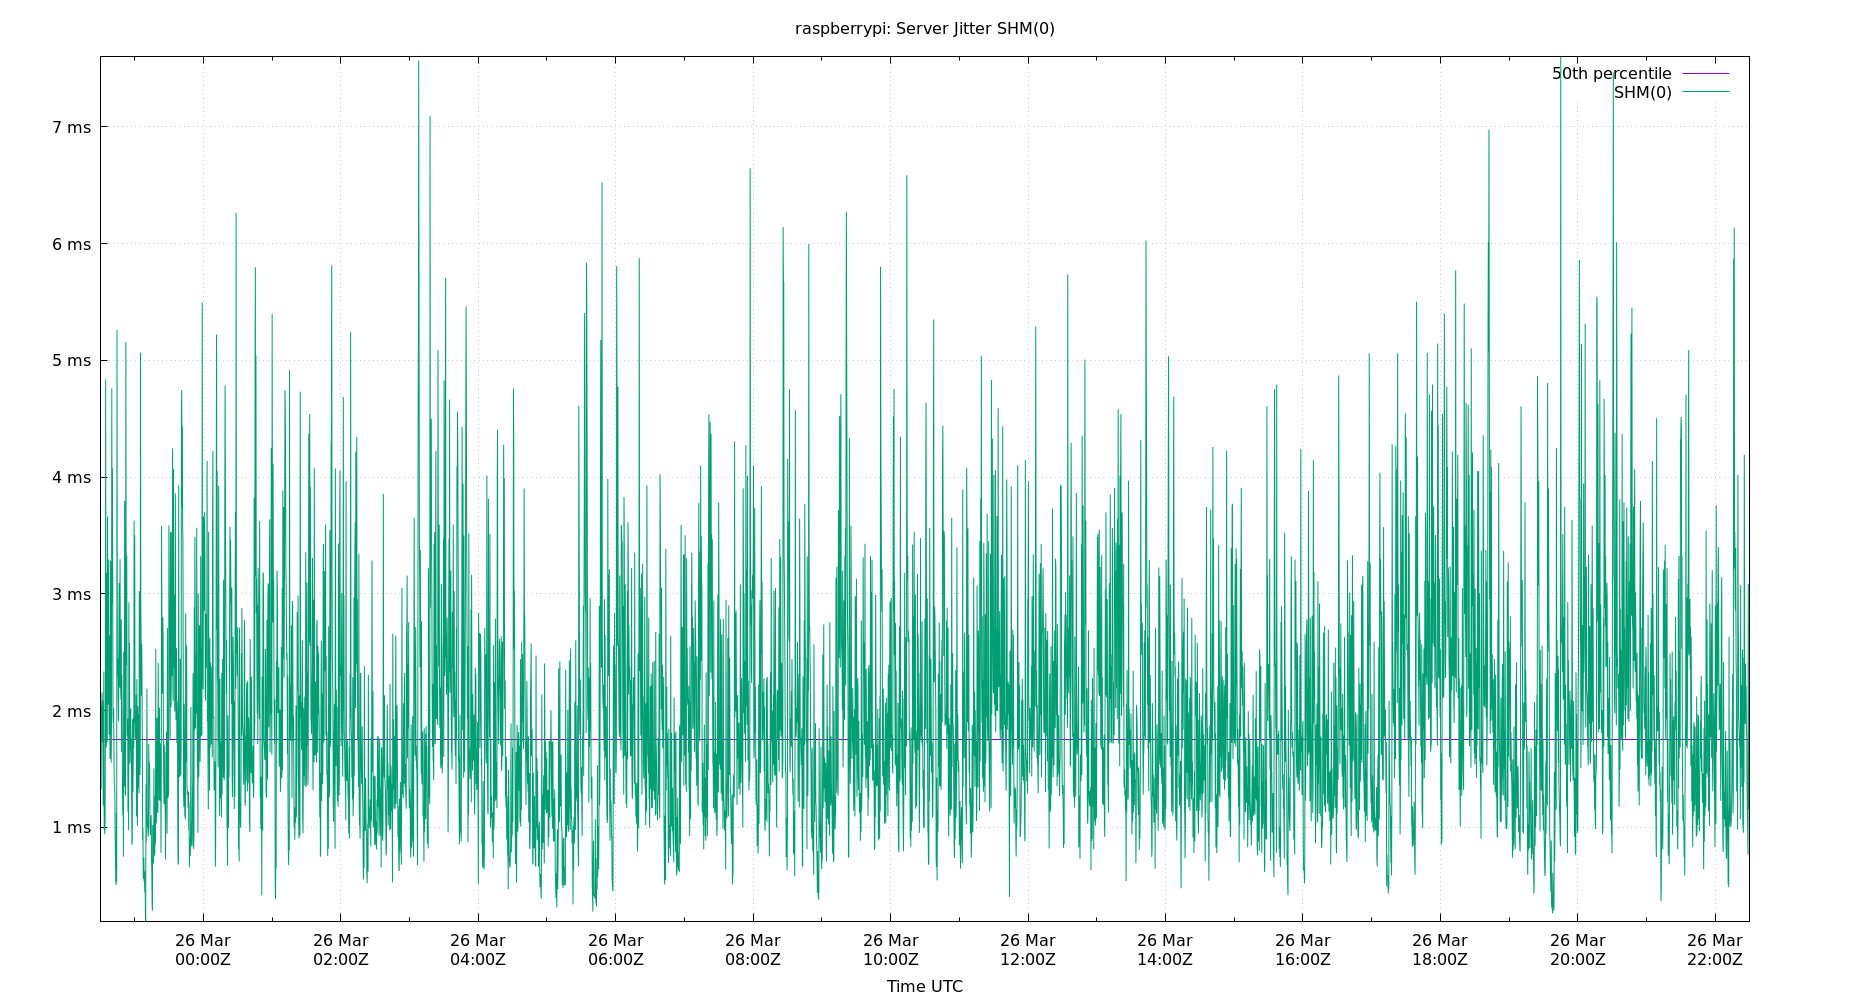 raspberrypi: Server Jitter SHM(0)
50th percentile
SHM(0)
7 ms
6 ms
5 ms
4 ms
3 ms
2 ms
1 ms
26 Mar 26 Mar 26 Mar 26 Mar 26 Mar 26 Mar 26 Mar 26 Mar 26 Mar 26 Mar 26 Mar 26 Mar
00:00Z 02:00Z 04:00Z 06:00Z 08:00Z 10:00Z 12:00Z 14:00Z 16:00Z 18:00Z 20:00Z 22:00Z
Time UTC